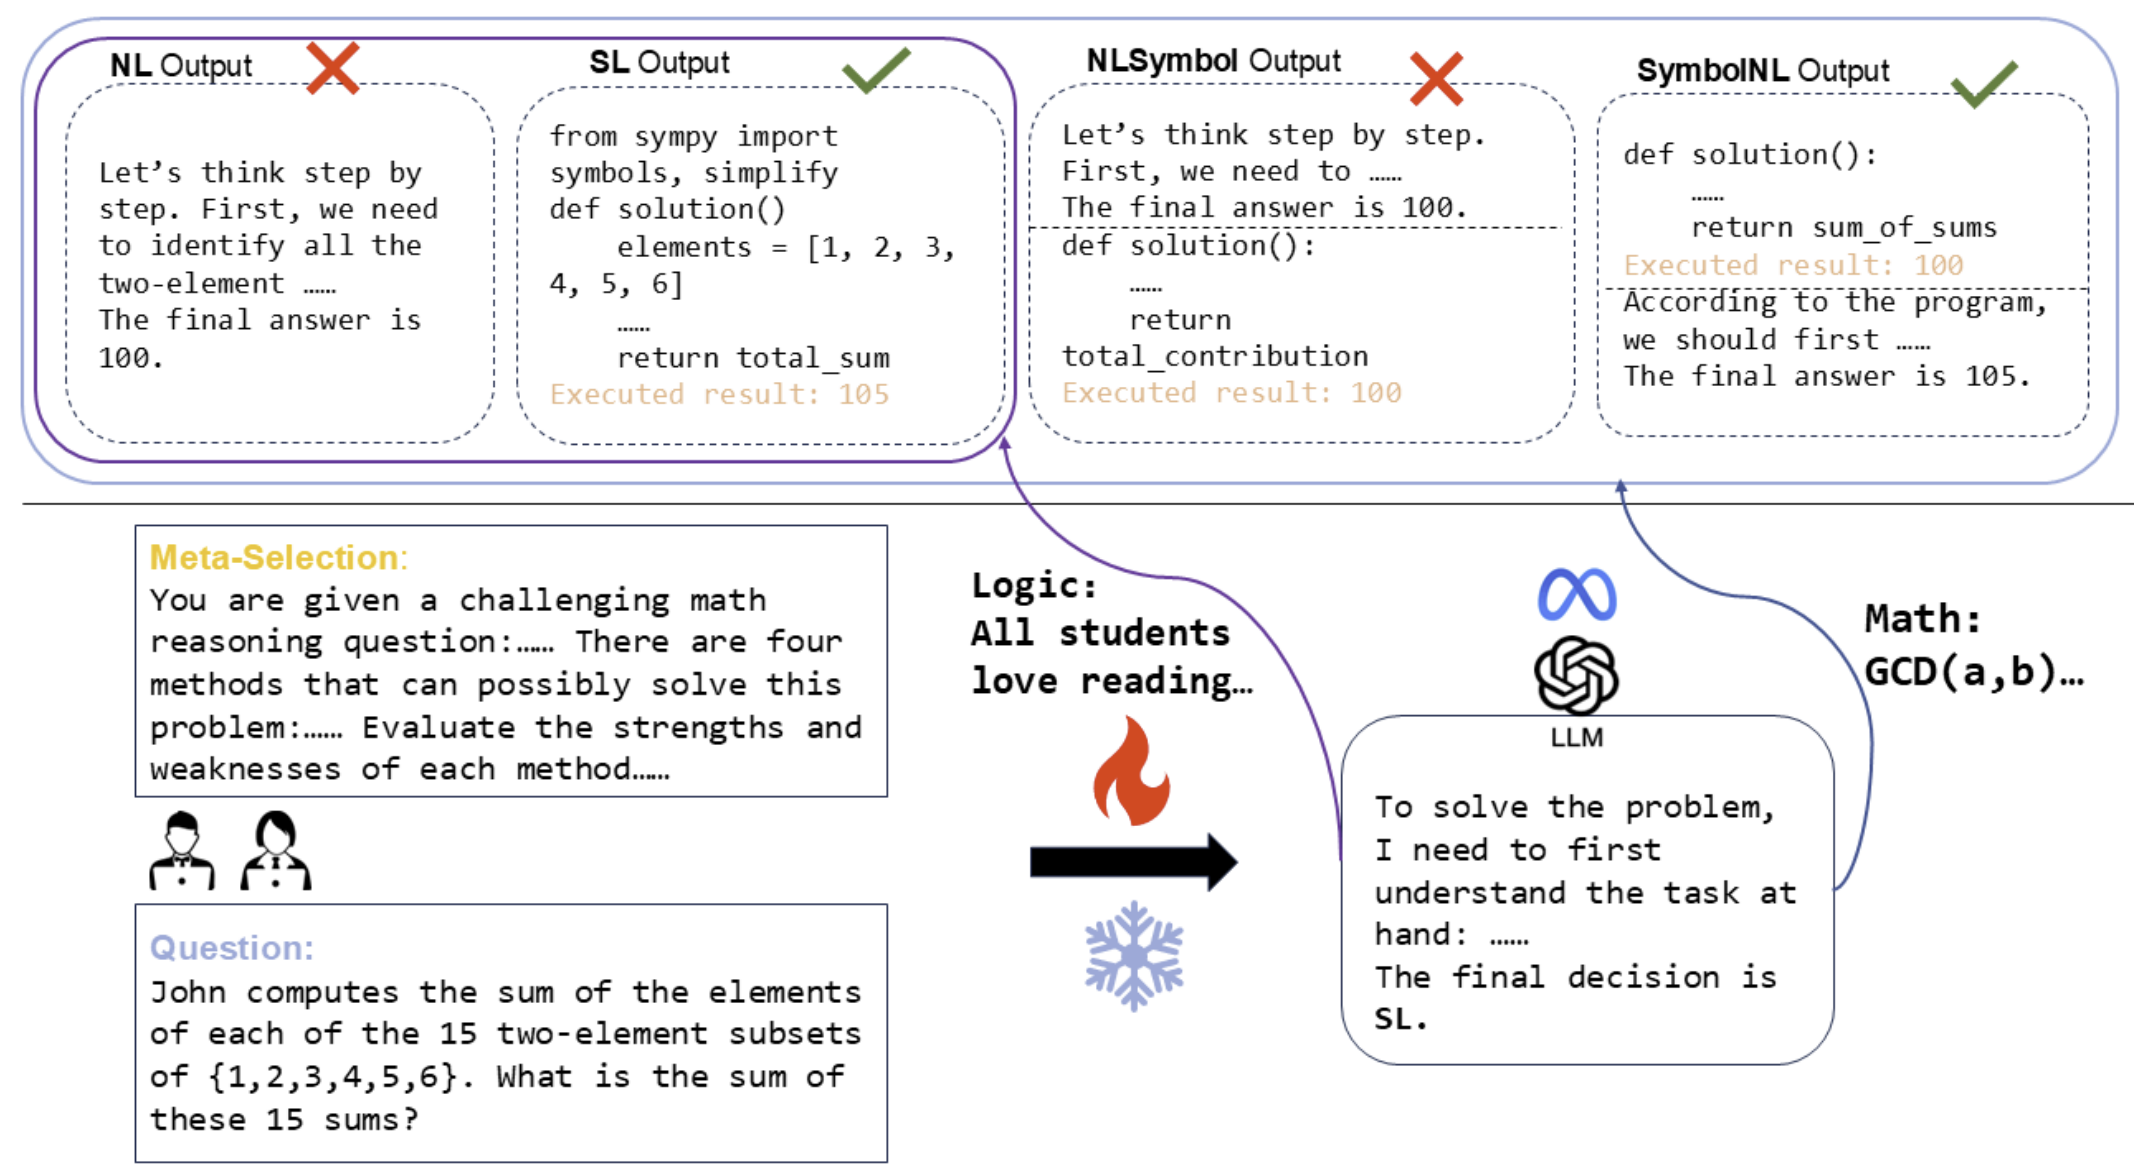 NL Output
Let’s think step by
step. First, we need
to identify all the
two-element ……
The final answer is
100.
SL Output
from sympy import
symbols, simplify
def solution()
elements = [1, 2, 3,
4, 5, 6]
……
return total_sum
Executed result: 105
NLSymbol Output
Let’s think step by step.
First, we need to ……
The final answer is 100.
def solution():
……
return
total_contribution
Executed result: 100
SymbolNL Output
def solution():
……
return sum_of_sums
Executed result: 100
According to the program,
we should first ……
The final answer is 105.
Meta-Selection:
You are given a challenging math
reasoning question:…… There are four
methods that can possibly solve this
problem:…… Evaluate the strengths and
weaknesses of each method……
Question:
John computes the sum of the elements
of each of the 15 two-element subsets
of {1,2,3,4,5,6}. What is the sum of
these 15 sums?
Logic:
All students
love reading…
LLM
To solve the problem,
I need to first
understand the task at
hand: ……
The final decision is
SL.
Math:
GCD(a,b)…